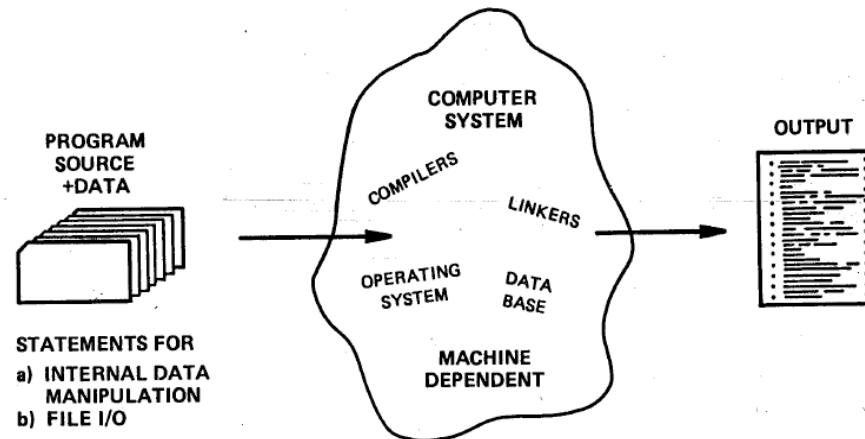 PROGRAM
SOURCE
+DATA
STATEMENTS FOR
a) INTERNAL DATA
MANIPULATION
b) FILE I/O
COMPUTER
SYSTEM
COMPILERS
LINKERS
OPERATING
SYSTEM
DATA
BASE
MACHINE
DEPENDENT
OUTPUT